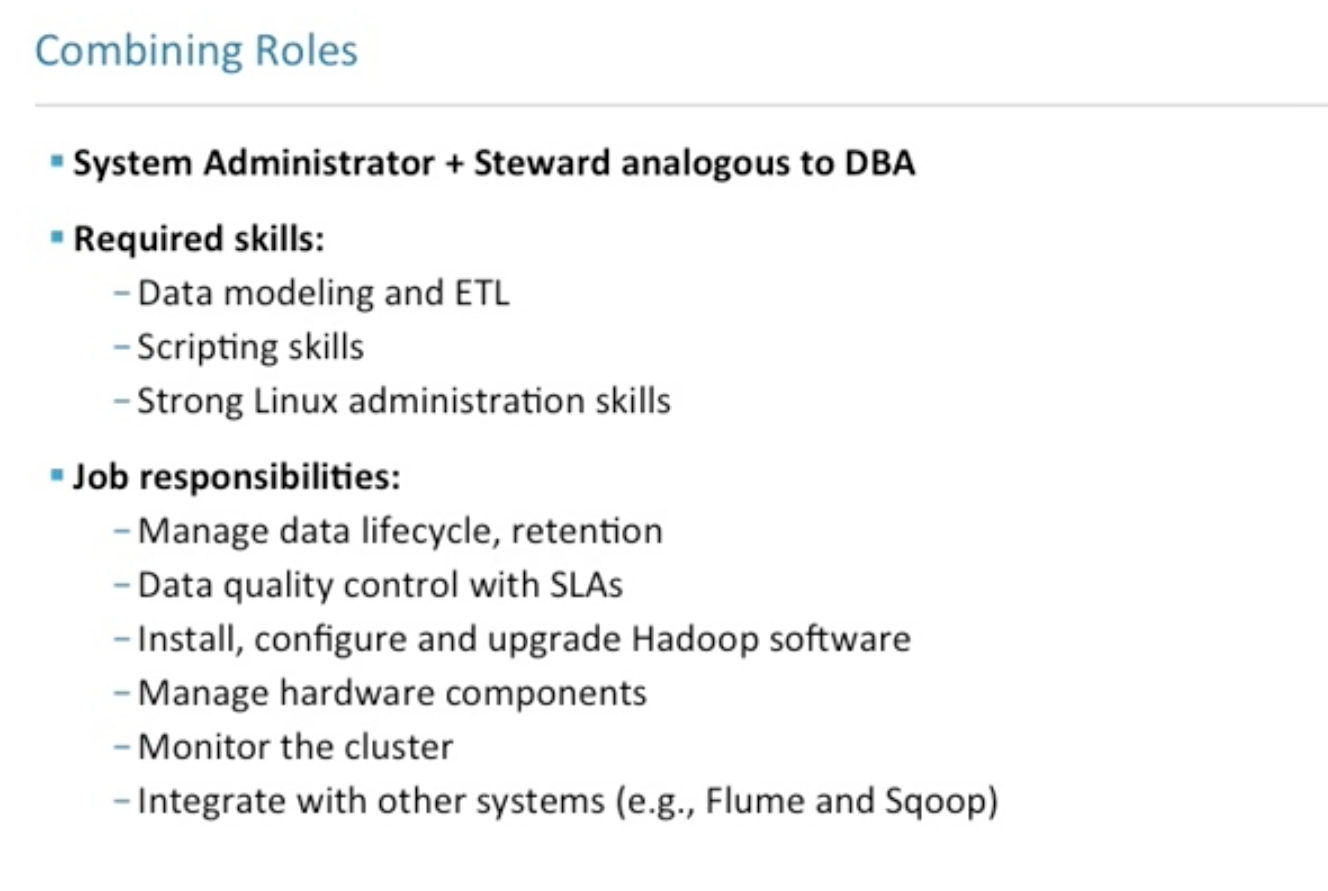 Combining Roles
▪ System Administrator + Steward analogous to DBA
▪ Required skills:
– Data modeling and ETL
– Scripting skills
– Strong Linux administration skills
▪ Job responsibilities:
– Manage data lifecycle, retention
– Data quality control with SLAs
– Install, configure and upgrade Hadoop software
– Manage hardware components
– Monitor the cluster
– Integrate with other systems (e.g., Flume and Sqoop)